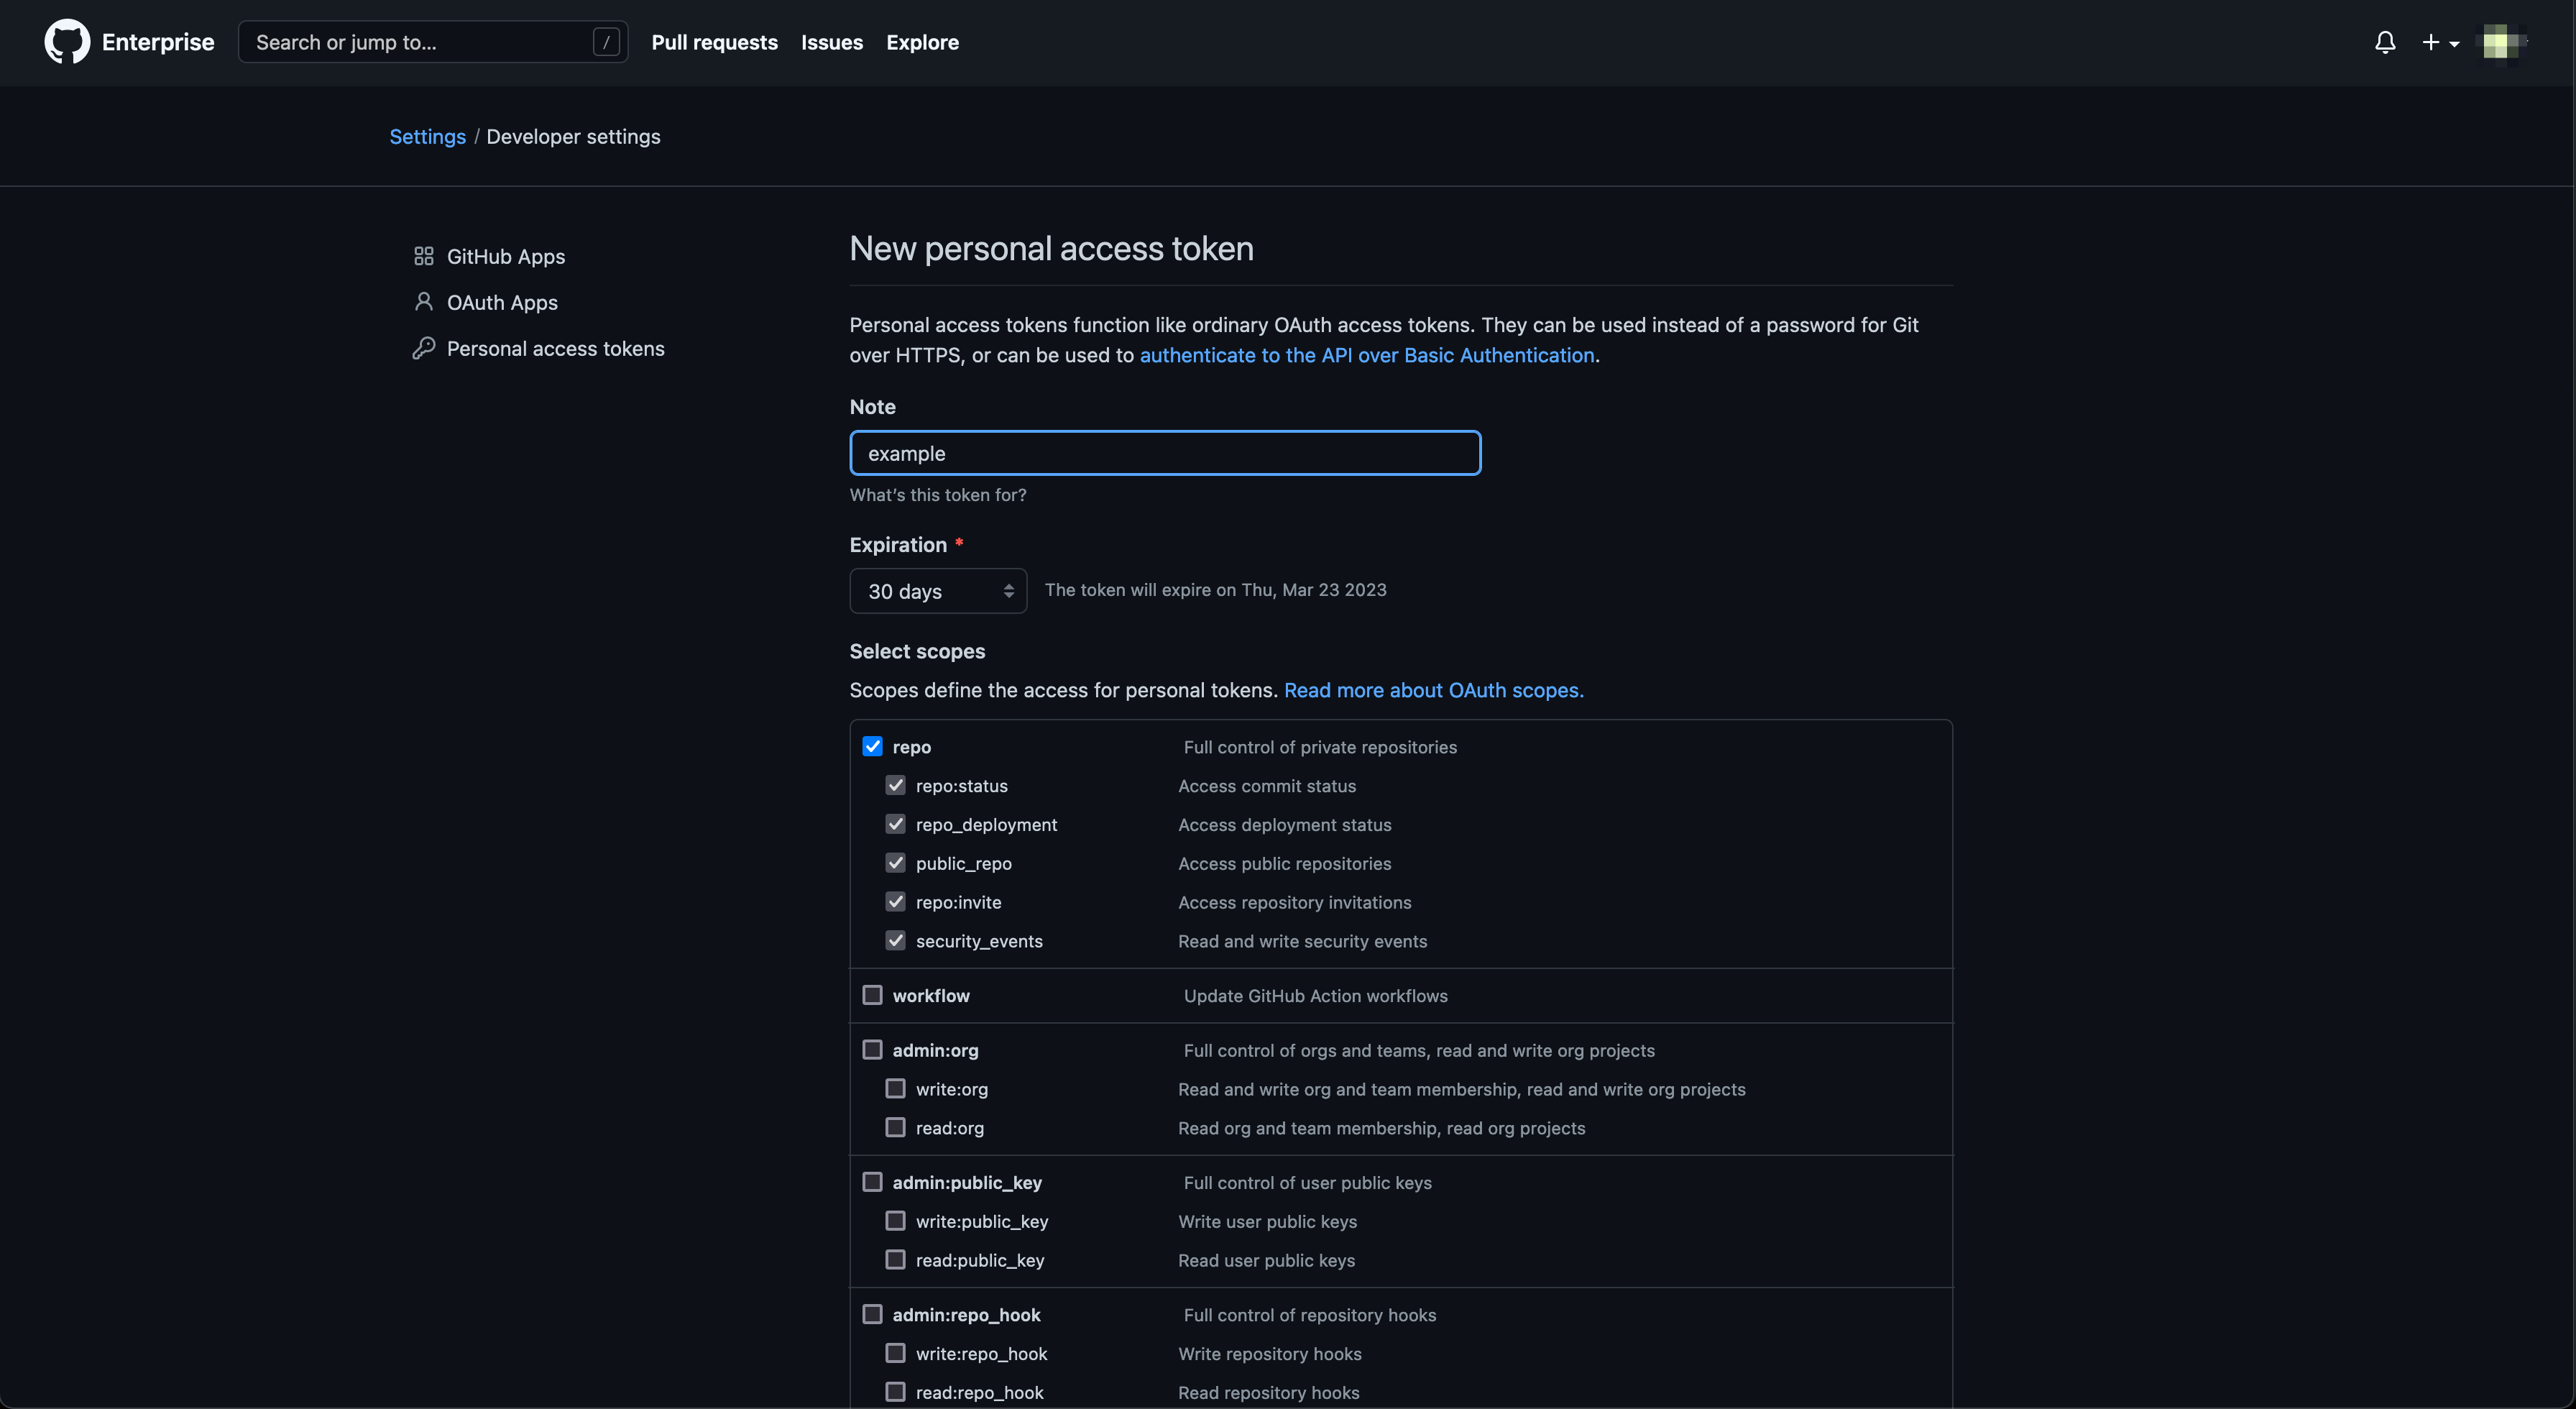 Enterprise
Search or jump to...
/
Pull requests
Issues
Explore
Settings / Developer settings
GitHub Apps
OAuth Apps
Personal access tokens
New personal access token
Personal access tokens function like ordinary OAuth access tokens. They can be used instead of a password for Git
over HTTPS, or can be used to authenticate to the API over Basic Authentication.
Note
example
What's this token for?
Expiration *
30 days The token will expire on Thu, Mar 23 2023
Select scopes
Scopes define the access for personal tokens. Read more about OAuth scopes.
repo Full control of private repositories
repo:status Access commit status
repo_deployment Access deployment status
public_repo Access public repositories
repo:invite Access repository invitations
security_events Read and write security events
workflow Update GitHub Action workflows
admin:org Full control of orgs and teams, read and write org projects
write:org Read and write org and team membership, read and write org projects
read:org Read org and team membership, read org projects
admin:public_key Full control of user public keys
write:public_key Write user public keys
read:public_key Read user public keys
admin:repo_hook Full control of repository hooks
write:repo_hook Write repository hooks
read:repo_hook Read repository hooks